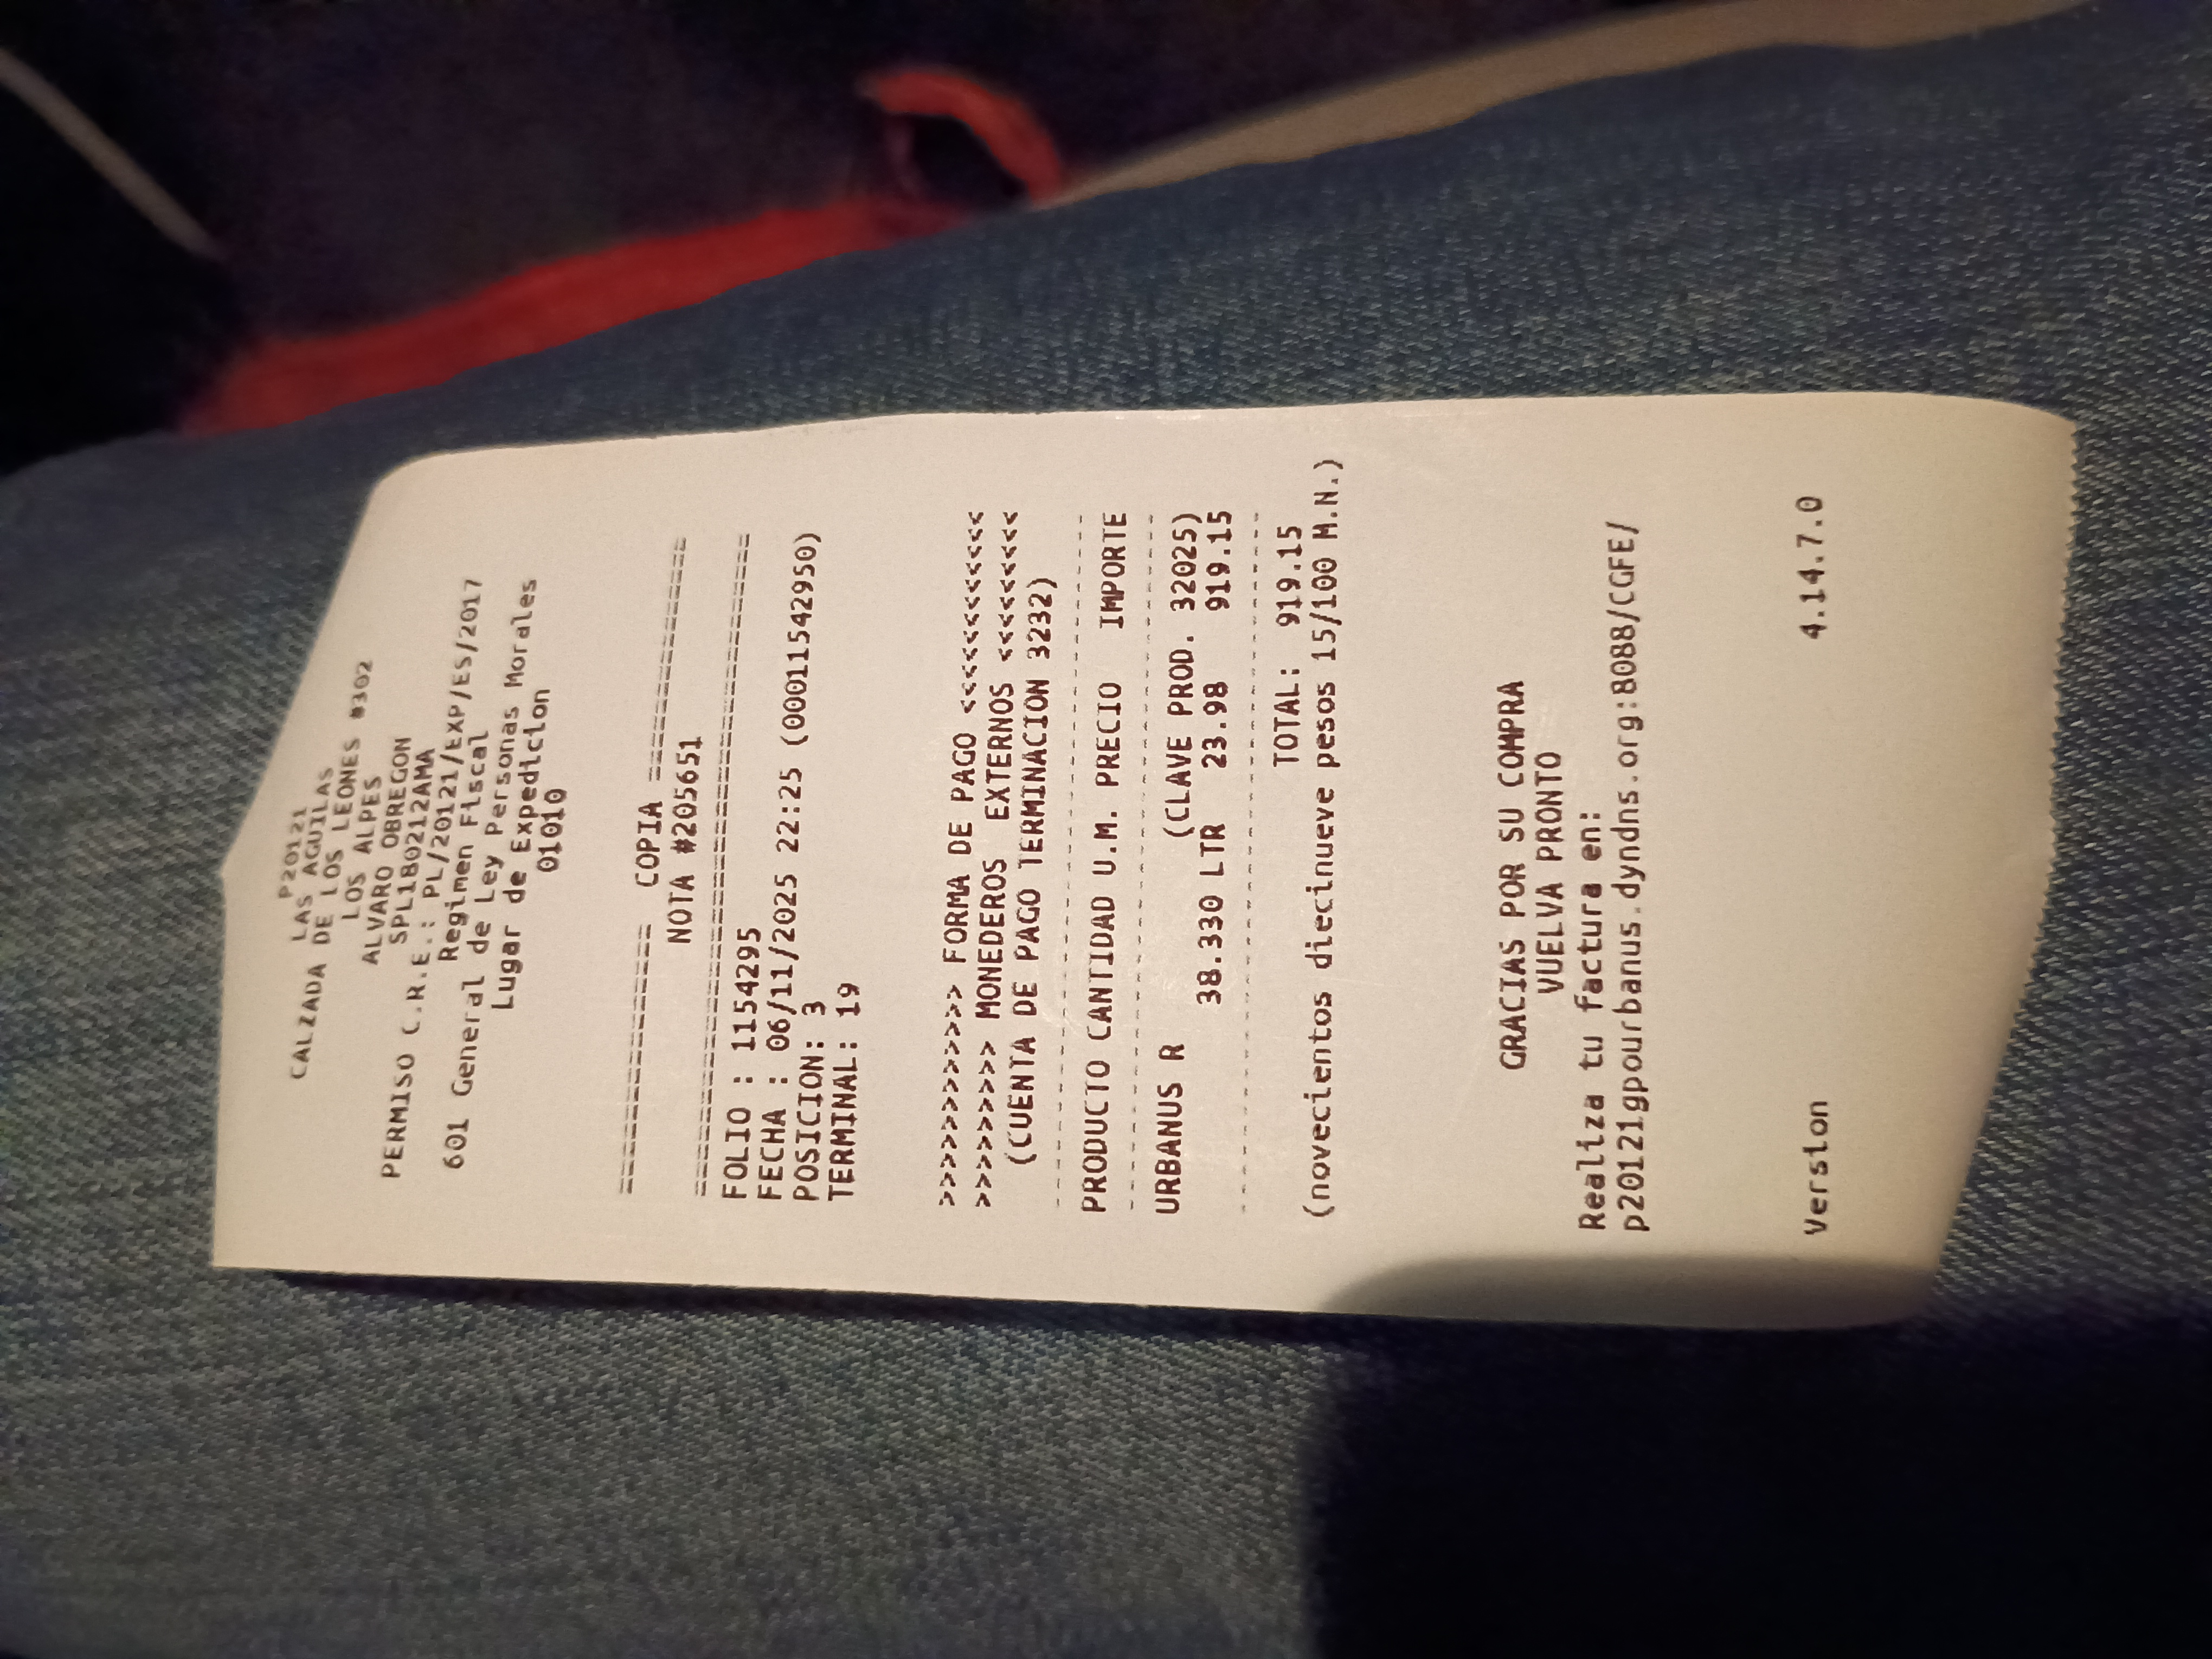 P20121
LAS AGUILAS
CALZADA DE LOS LEONES #302
LOS ALPES
ALVARO OBREGON
SPL180212AMA
PERMISO C.R.E.: PL/20121/EXP/ES/2017
Regimen Fiscal
601 General de Ley Personas Morales
Lugar de Expedicion
01010
============ COPIA ============
NOTA #205651
==================================
FOLIO : 1154295
FECHA : 06/11/2025 22:25 (00011542950)
POSICION: 3
TERMINAL: 19
>>>>>>>>>>>> FORMA DE PAGO <<<<<<<<<<<<
>>>>>>>>> MONEDEROS EXTERNOS <<<<<<<<<
(CUENTA DE PAGO TERMINACION 3232)
PRODUCTO CANTIDAD U.M. PRECIO IMPORTE
URBANUS R (CLAVE PROD. 32025)
38.330 LTR 23.98 919.15
TOTAL: 919.15
(novecientos diecinueve pesos 15/100 M.N.)
GRACIAS POR SU COMPRA
VUELVA PRONTO
Realiza tu factura en:
p20121gpourbanus.dyndns.org:8088/CGFE/
Version 4.14.7.0